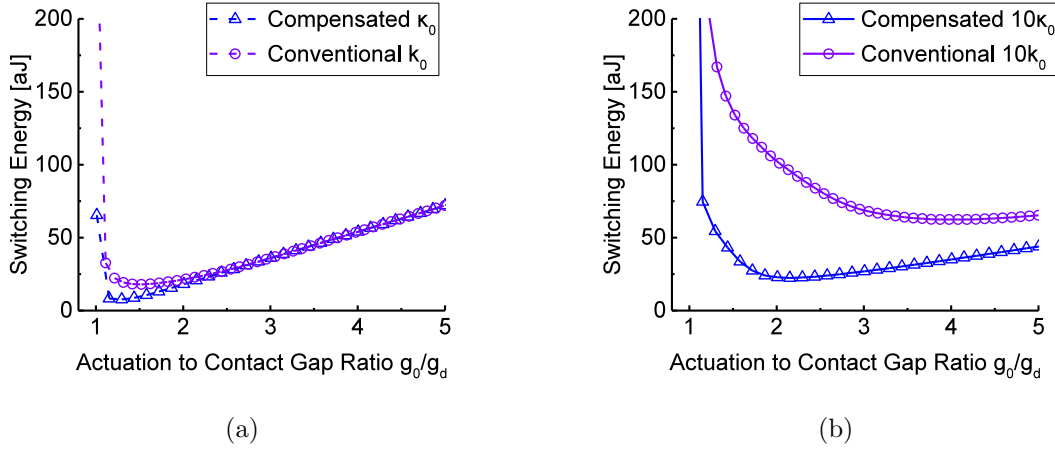 Compensated κ₀
Conventional k₀
Switching Energy [aJ]
200
150
100
50
0
1 2 3 4 5
Actuation to Contact Gap Ratio g₀/g_d
(a)
Compensated 10κ₀
Conventional 10k₀
Switching Energy [aJ]
200
150
100
50
0
1 2 3 4 5
Actuation to Contact Gap Ratio g₀/g_d
(b)